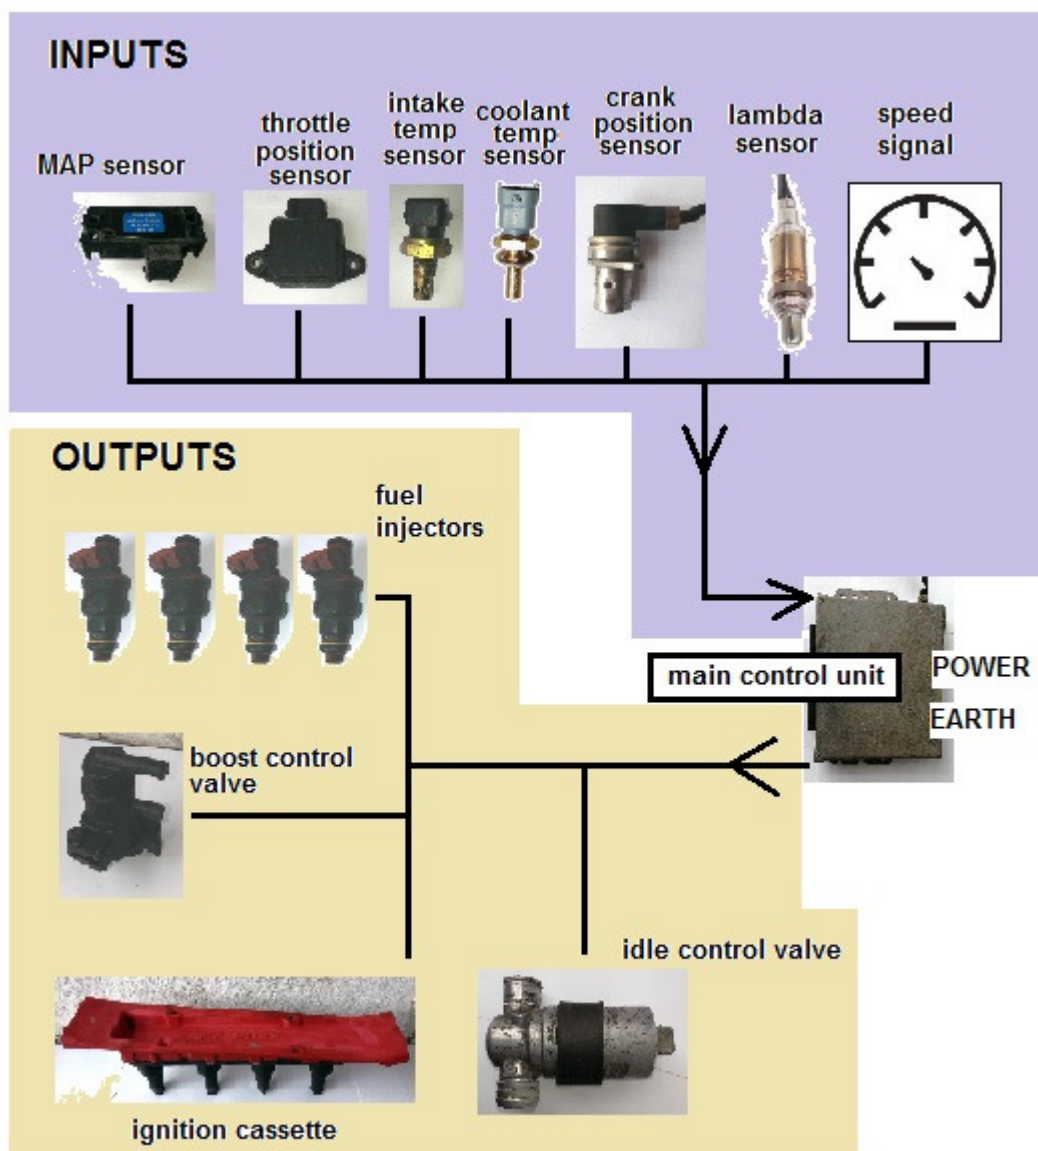 INPUTS
MAP sensor
throttle
position
sensor
intake
temp
sensor
coolant
temp
sensor
crank
position
sensor
lambda
sensor
speed
signal
OUTPUTS
fuel
injectors
main control unit
POWER
EARTH
boost control
valve
idle control valve
ignition cassette